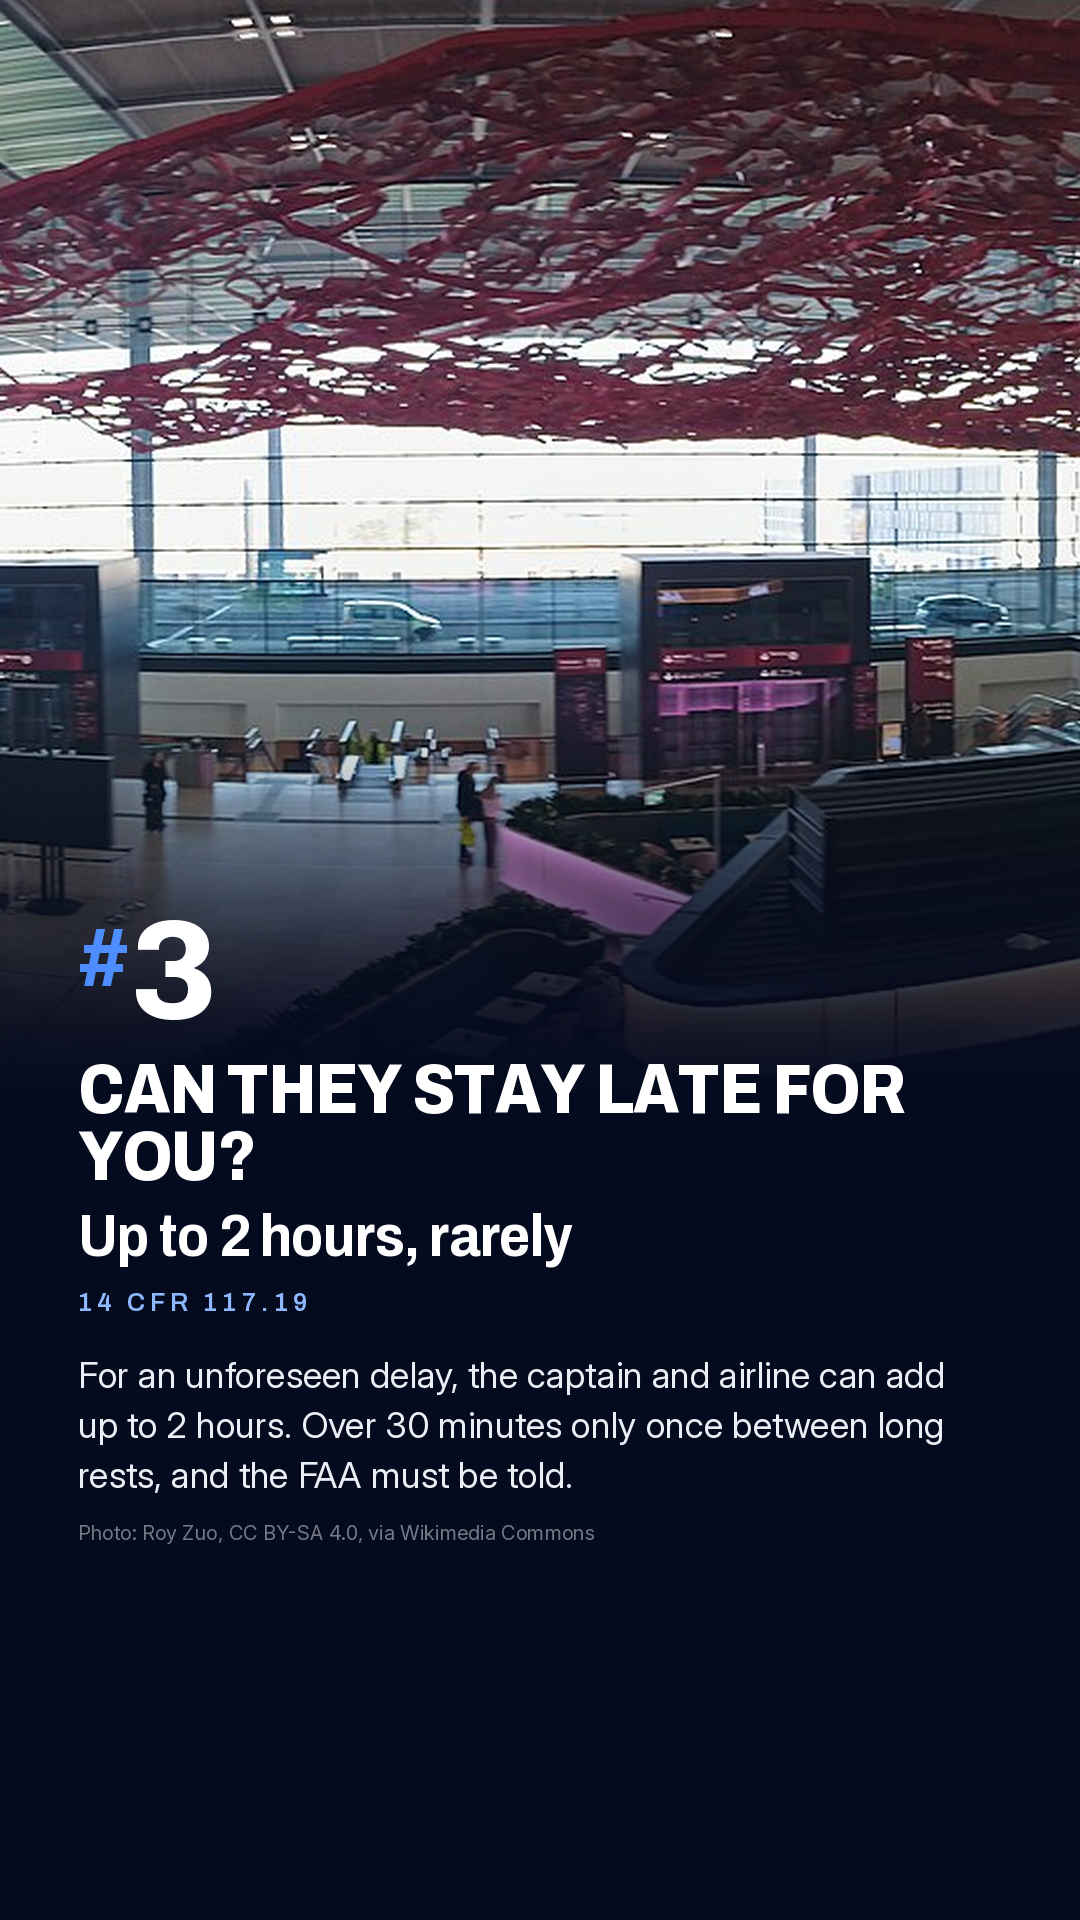 #3
CAN THEY STAY LATE FOR
YOU?
Up to 2 hours, rarely
14 CFR 117.19
For an unforeseen delay, the captain and airline can add
up to 2 hours. Over 30 minutes only once between long
rests, and the FAA must be told.
Photo: Roy Zuo, CC BY-SA 4.0, via Wikimedia Commons